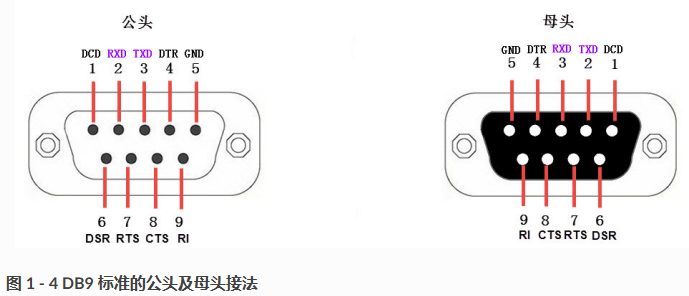 公头
DCD RXD TXD DTR GND
1 2 3 4 5
6 7 8 9
DSR RTS CTS RI
母头
GND DTR RXD TXD DCD
5 4 3 2 1
9 8 7 6
RI CTS RTS DSR
图 1 - 4 DB9 标准的公头及母头接法